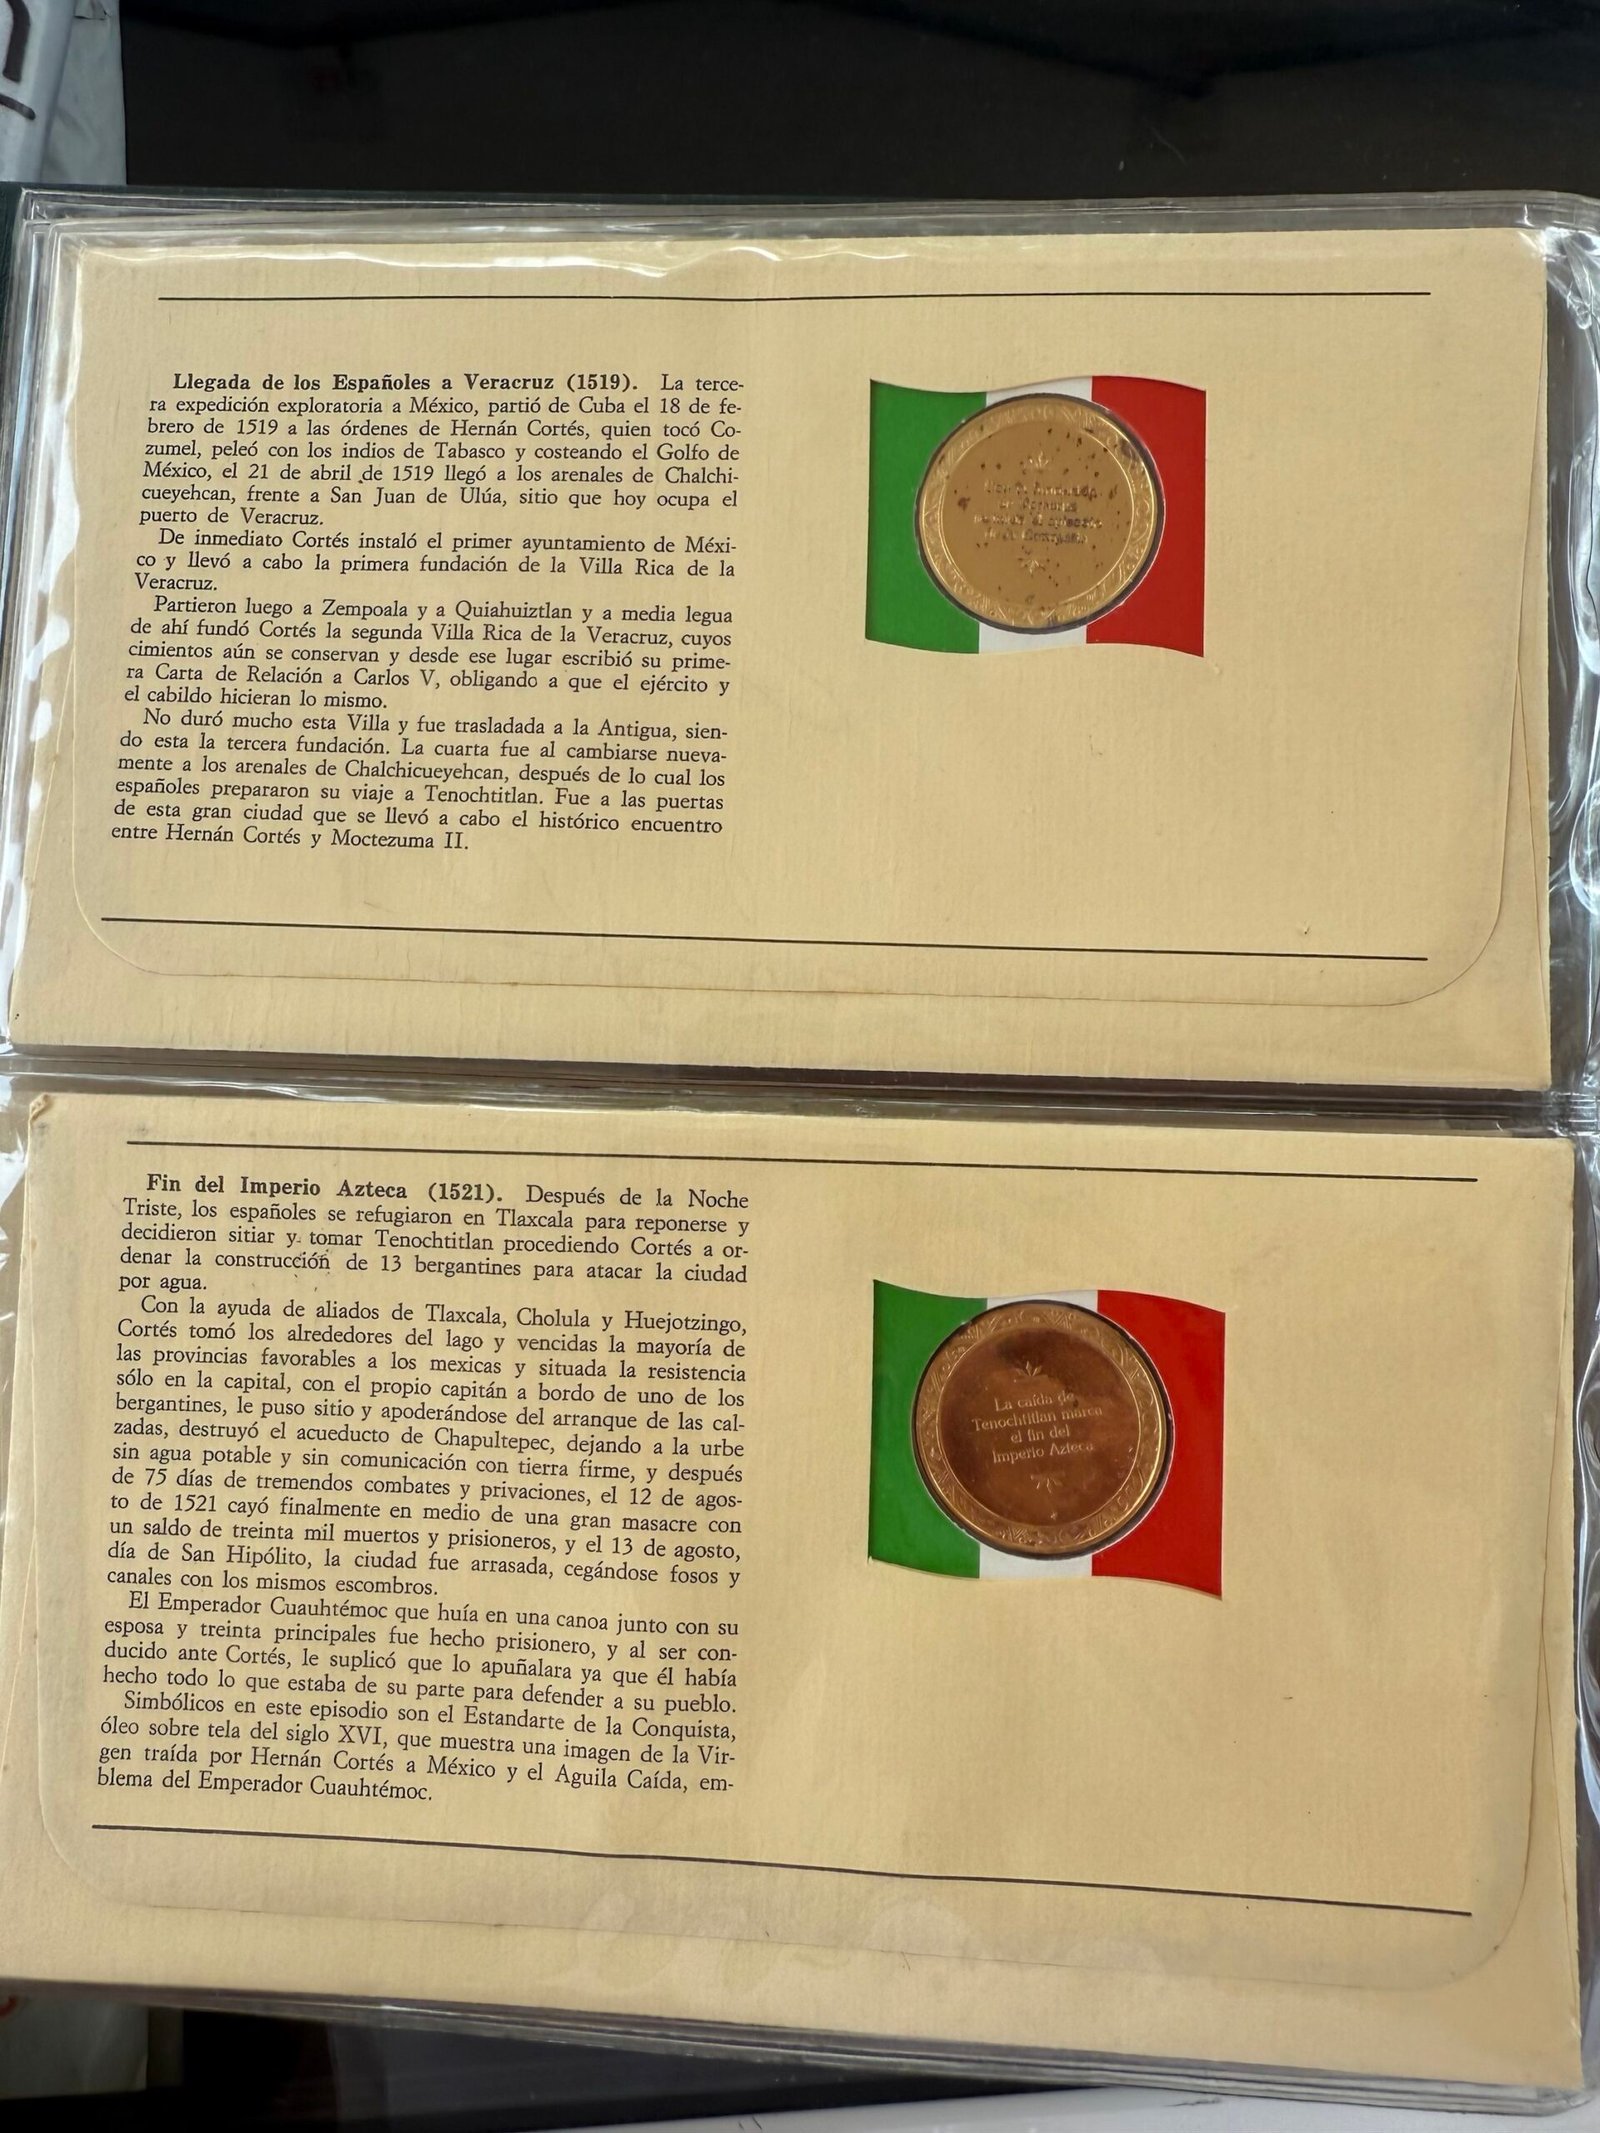 Llegada de los Españoles a Veracruz (1519). La terce-
ra expedición exploratoria a México, partió de Cuba el 18 de fe-
brero de 1519 a las órdenes de Hernán Cortés, quien tocó Co-
zumel, peleó con los indios de Tabasco y costeando el Golfo de
México, el 21 de abril de 1519 llegó a los arenales de Chalchi-
cueyehcan, frente a San Juan de Ulúa, sitio que hoy ocupa el
puerto de Veracruz.
De inmediato Cortés instaló el primer ayuntamiento de Méxi-
co y llevó a cabo la primera fundación de la Villa Rica de la
Veracruz.
Partieron luego a Zempoala y a Quiahuiztlan y a media legua
de ahí fundó Cortés la segunda Villa Rica de la Veracruz, cuyos
cimientos aún se conservan y desde ese lugar escribió su prime-
ra Carta de Relación a Carlos V, obligando a que el ejército y
el cabildo hicieran lo mismo.
No duró mucho esta Villa y fue trasladada a la Antigua, sien-
do esta la tercera fundación. La cuarta fue al cambiarse nueva-
mente a los arenales de Chalchicueyehcan, después de lo cual los
españoles prepararon su viaje a Tenochtitlan. Fue a las puertas
de esta gran ciudad que se llevó a cabo el histórico encuentro
entre Hernán Cortés y Moctezuma II.
Fin del Imperio Azteca (1521). Después de la Noche
Triste, los españoles se refugiaron en Tlaxcala para reponerse y
decidieron sitiar y tomar Tenochtitlan procediendo Cortés a or-
denar la construcción de 13 bergantines para atacar la ciudad
por agua.
Con la ayuda de aliados de Tlaxcala, Cholula y Huejotzingo,
Cortés tomó los alrededores del lago y vencidas la mayoría de
las provincias favorables a los mexicas y situada la resistencia
sólo en la capital, con el propio capitán a bordo de uno de los
bergantines, le puso sitio y apoderándose del arranque de las cal-
zadas, destruyó el acueducto de Chapultepec, dejando a la urbe
sin agua potable y sin comunicación con tierra firme, y después
de 75 días de tremendos combates y privaciones, el 12 de agos-
to de 1521 cayó finalmente en medio de una gran masacre con
un saldo de treinta mil muertos y prisioneros, y el 13 de agosto,
día de San Hipólito, la ciudad fue arrasada, cegándose fosos y
canales con los mismos escombros.
El Emperador Cuauhtémoc que huía en una canoa junto con su
esposa y treinta principales fue hecho prisionero, y al ser con-
ducido ante Cortés, le suplicó que lo apuñalara ya que él había
hecho todo lo que estaba de su parte para defender a su pueblo.
Simbólicos en este episodio son el Estandarte de la Conquista,
óleo sobre tela del siglo XVI, que muestra una imagen de la Vir-
gen traída por Hernán Cortés a México y el Aguila Caída, em-
blema del Emperador Cuauhtémoc.
La caída de
Tenochtitlan marca
el fin del
Imperio Azteca